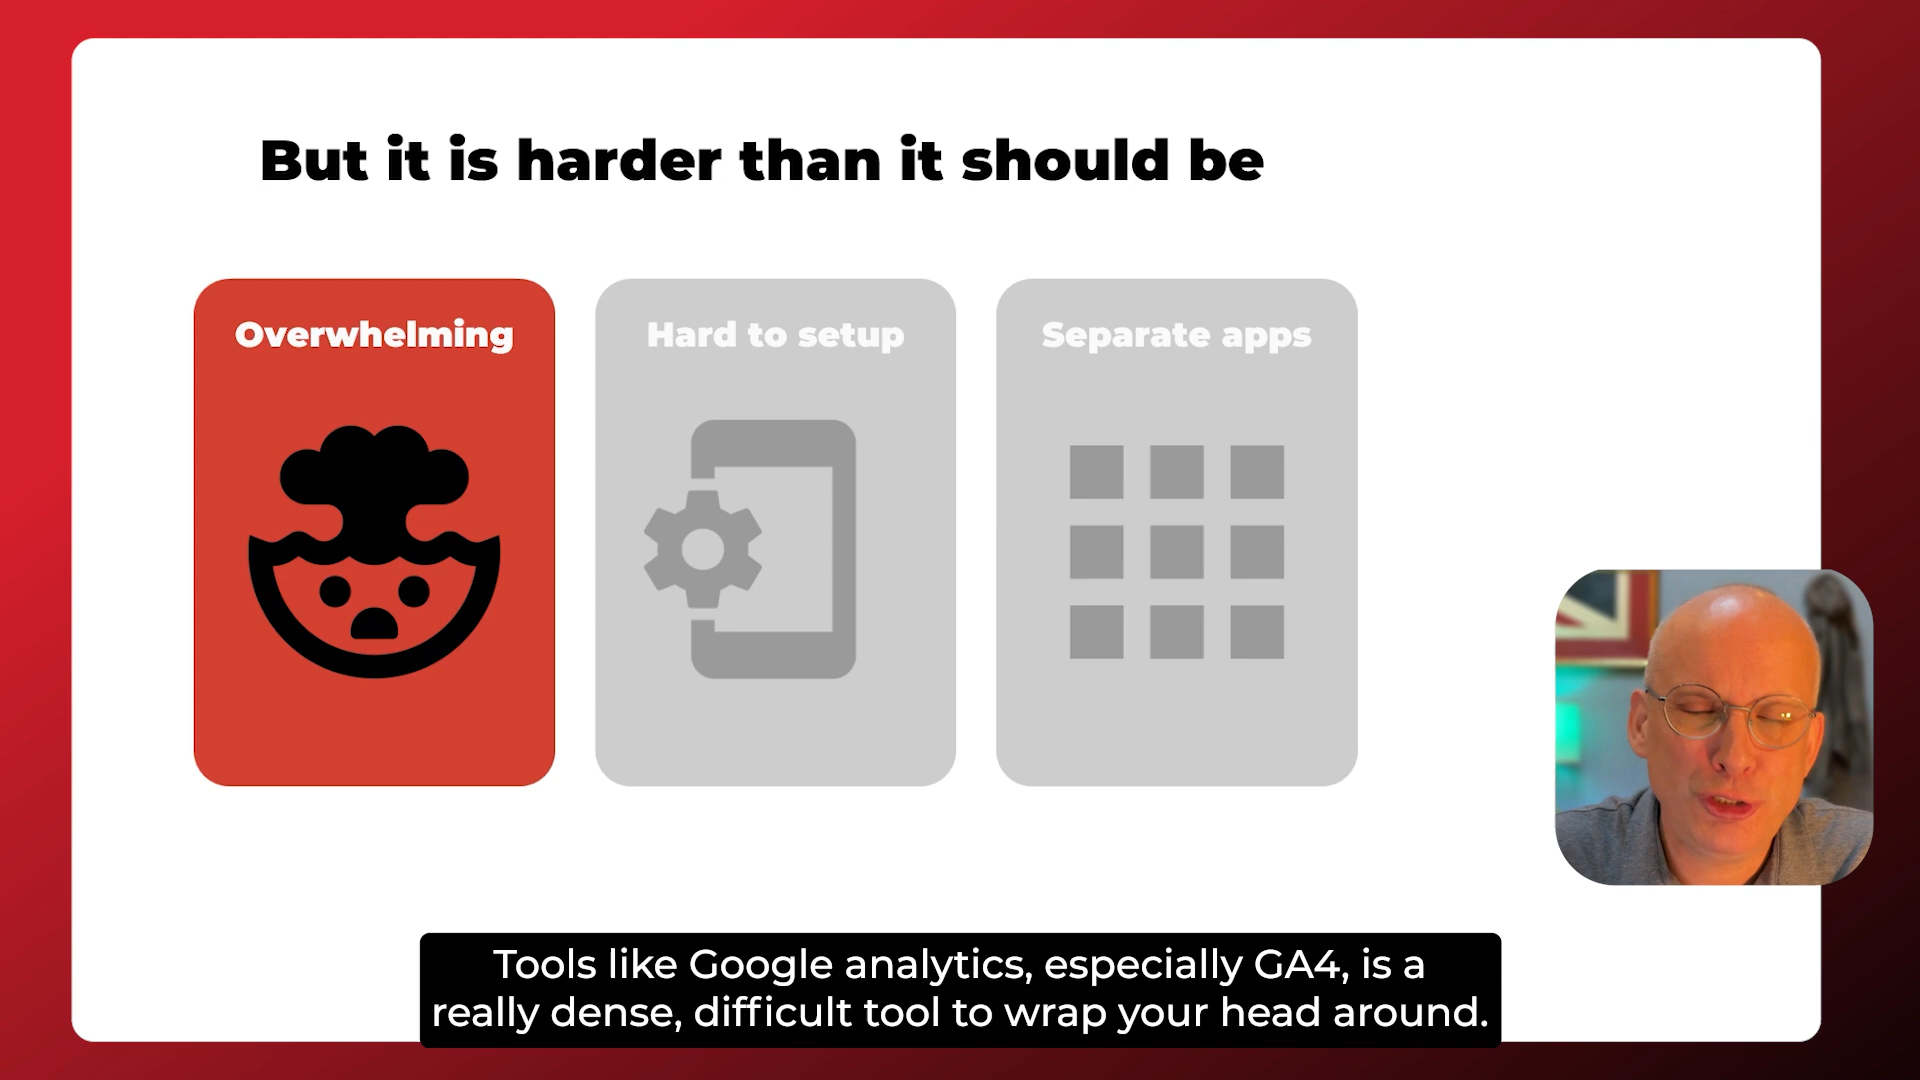 But it is harder than it should be
Overwhelming
Hard to setup
Separate apps
Tools like Google analytics, especially GA4, is a
really dense, difficult tool to wrap your head around.